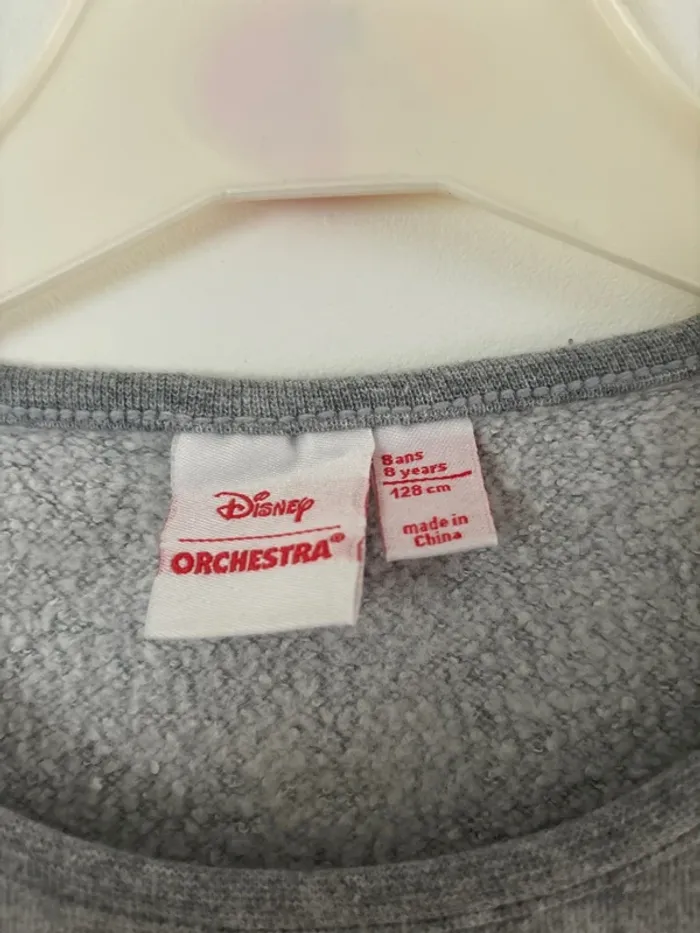 Disney
ORCHESTRA®
8 ans
8 years
128 cm
made in
China